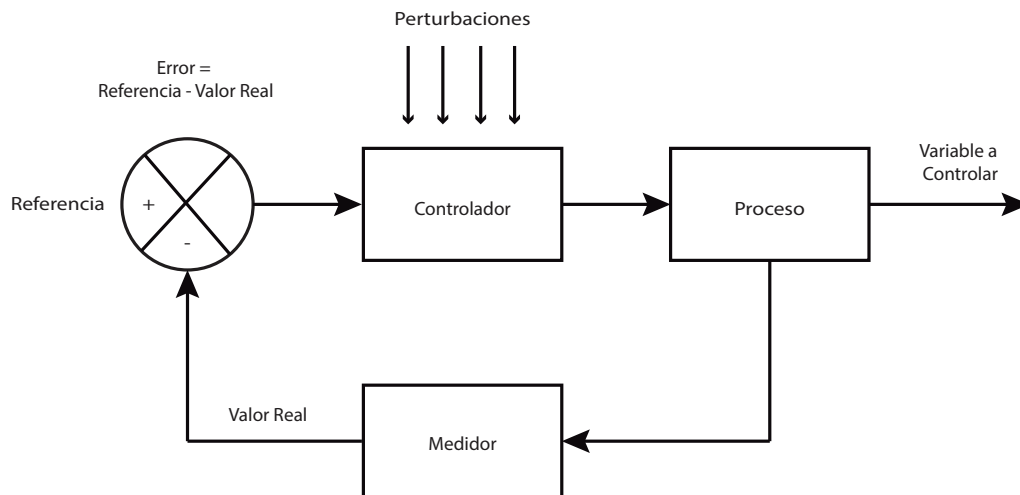 Perturbaciones
Error =
Referencia - Valor Real
Referencia
+
-
Controlador
Proceso
Variable a
Controlar
Valor Real
Medidor